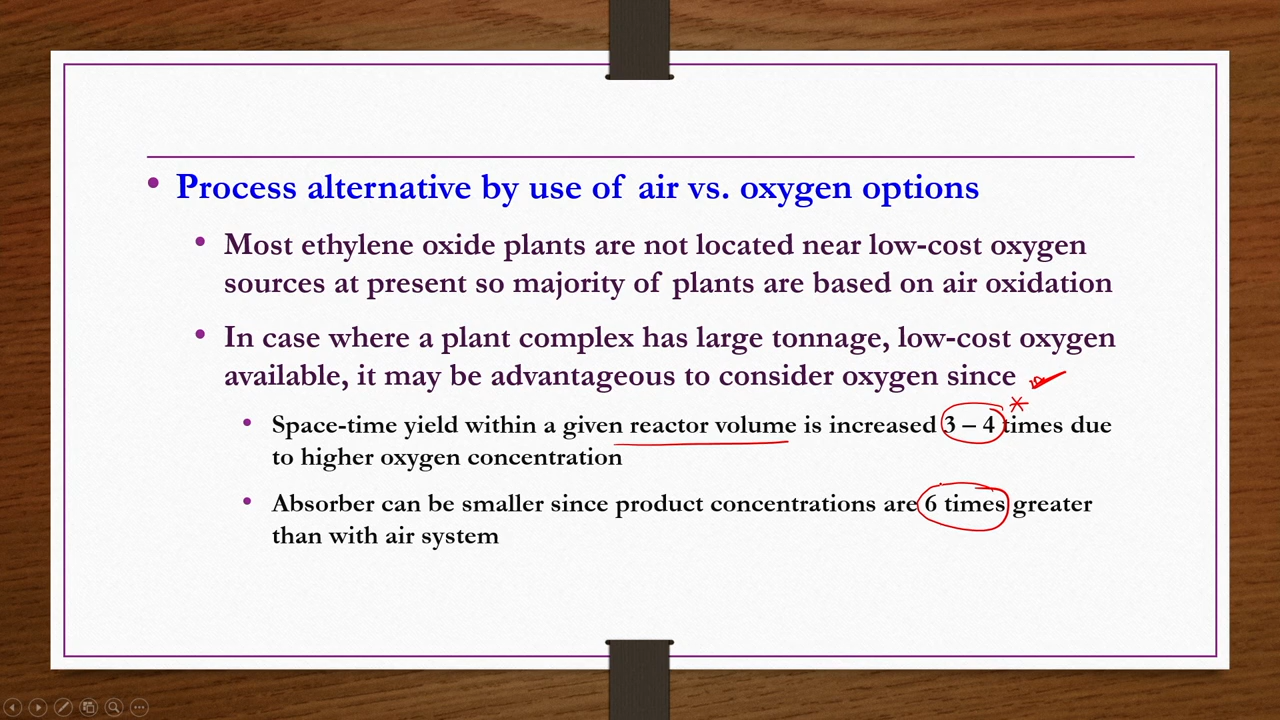 Process alternative by use of air vs. oxygen options
Most ethylene oxide plants are not located near low-cost oxygen
sources at present so majority of plants are based on air oxidation
In case where a plant complex has large tonnage, low-cost oxygen
available, it may be advantageous to consider oxygen since
Space-time yield within a given reactor volume is increased 3 – 4 times due
to higher oxygen concentration
Absorber can be smaller since product concentrations are 6 times greater
than with air system